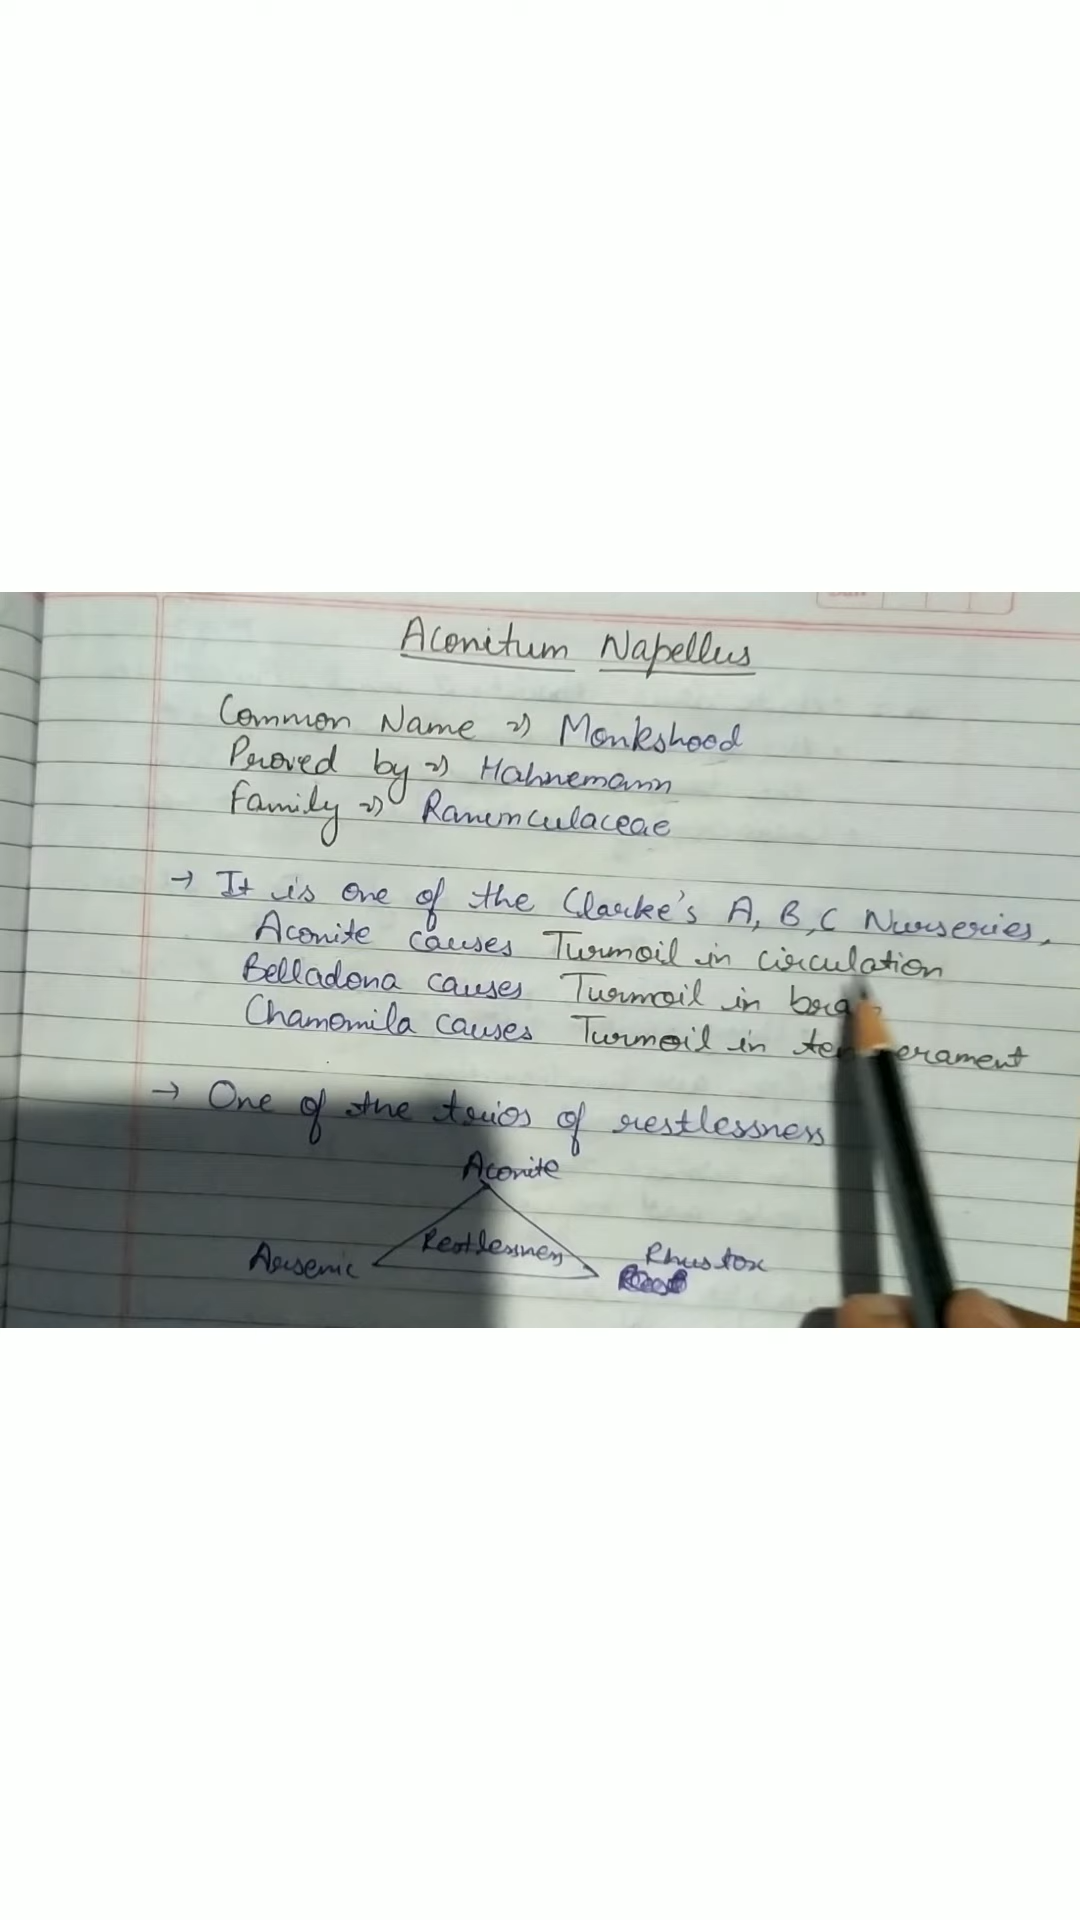 Aconitum Napellus
Common Name => Monkshood
Proved by => Hahnemann
Family => Ranunculaceae
→ It is one of the Clarke's A, B, C Nurseries,
Aconite causes Turmoil in circulation
Belladona causes Turmoil in
Chamomila causes Turmoil in
→ One of the trios of restlessness
Aconite
Restlessness
Arsenic
Rhustox